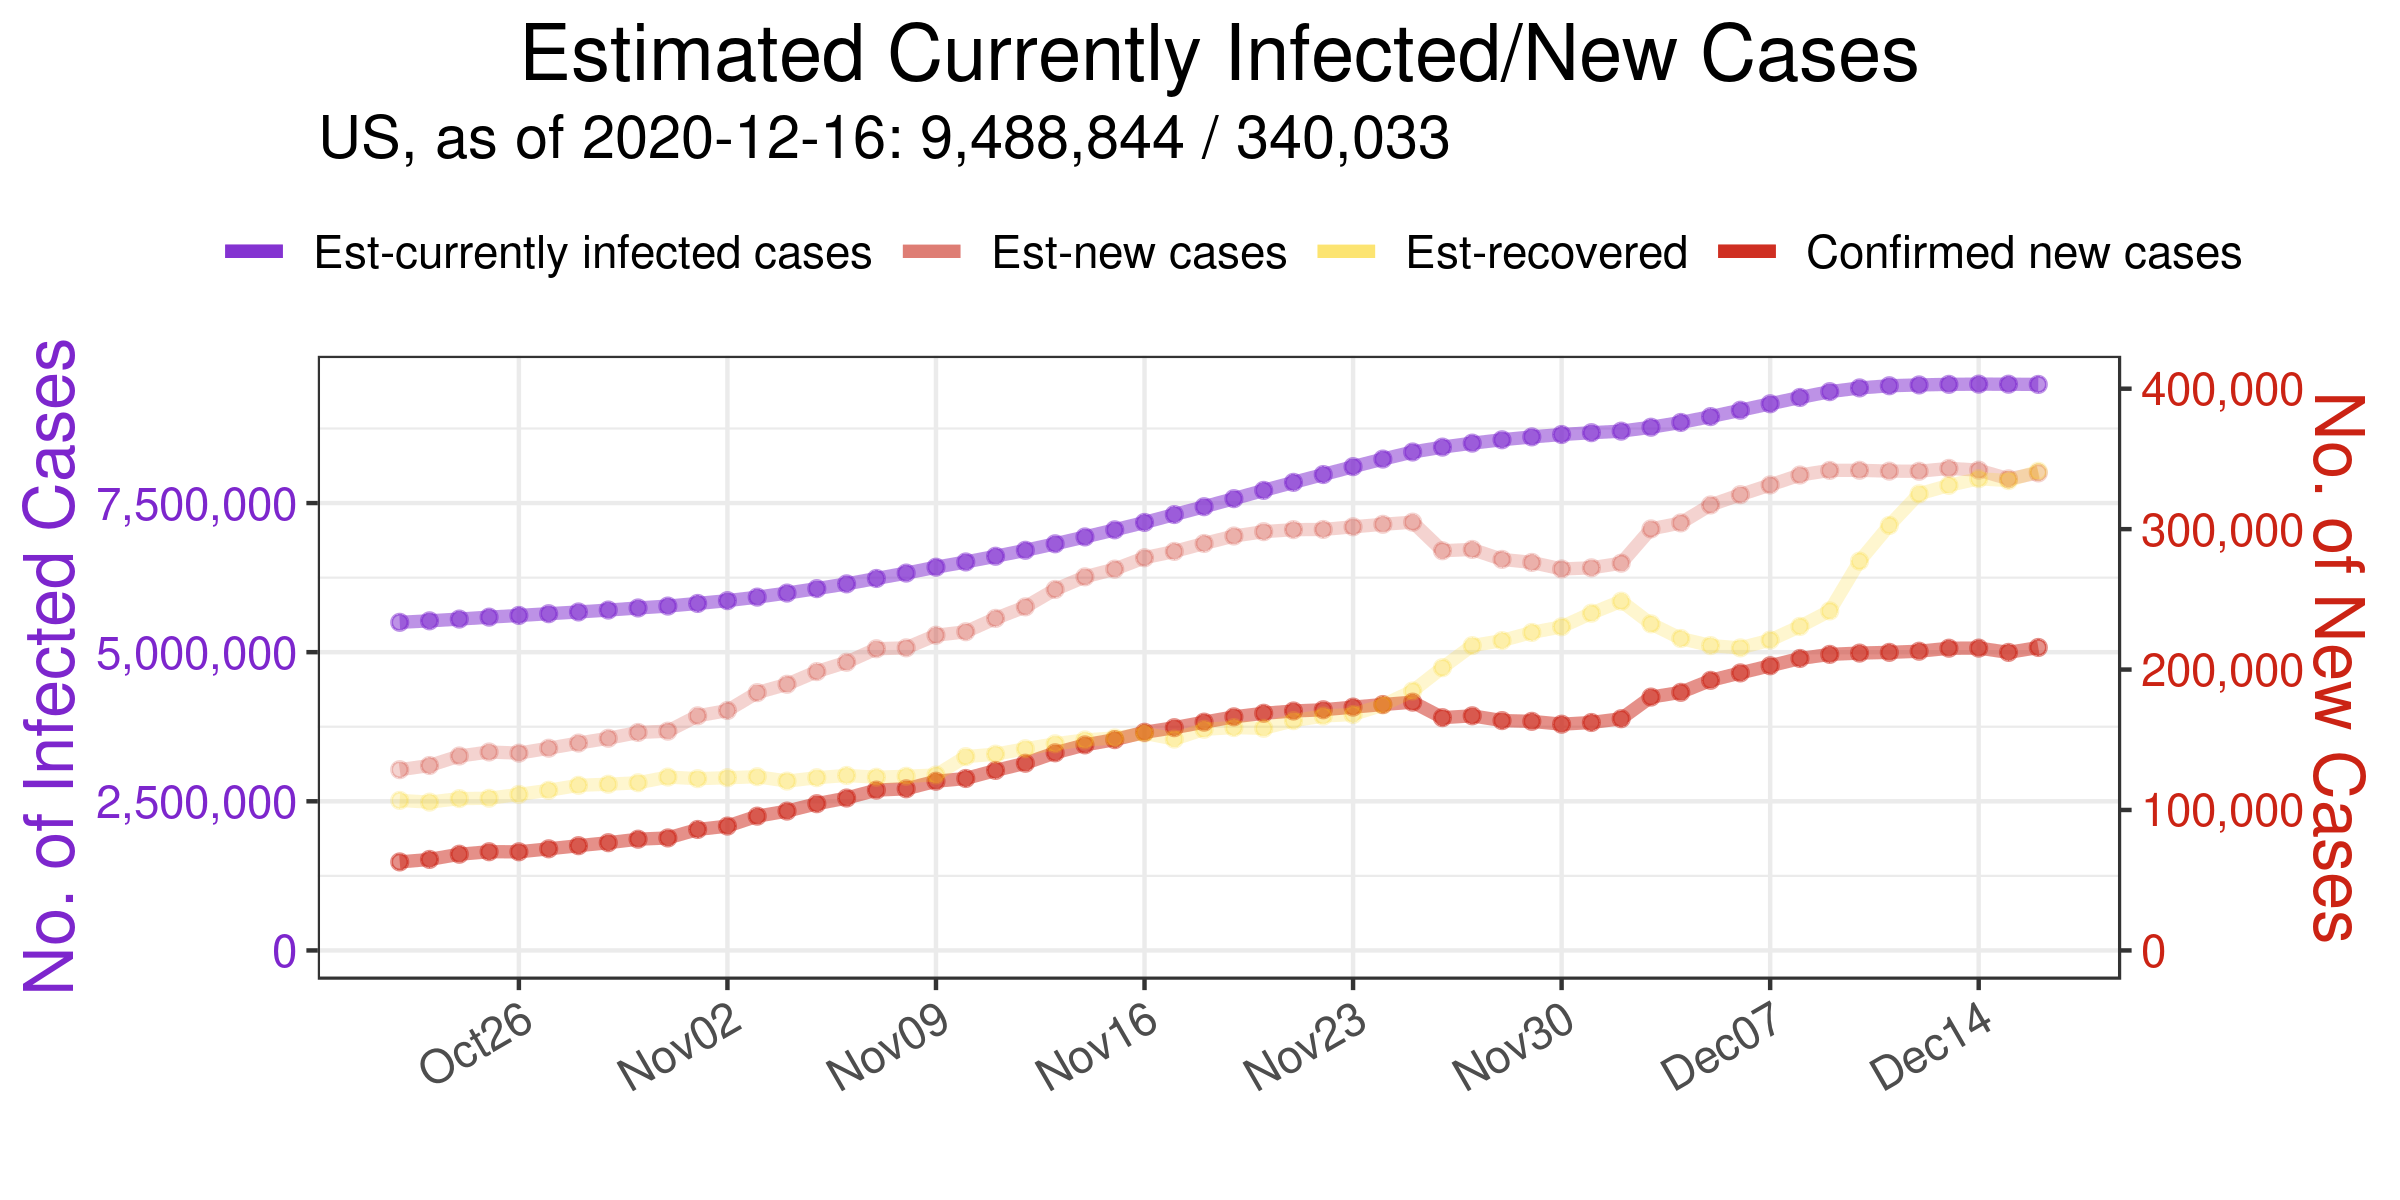 Estimated Currently Infected/New Cases
US, as of 2020-12-16: 9,488,844 / 340,033
Est-currently infected cases Est-new cases Est-recovered Confirmed new cases
No. of Infected Cases
7,500,000
5,000,000
2,500,000
0
400,000
300,000
200,000
100,000
0
No. of New Cases
Oct26 Nov02 Nov09 Nov16 Nov23 Nov30 Dec07 Dec14